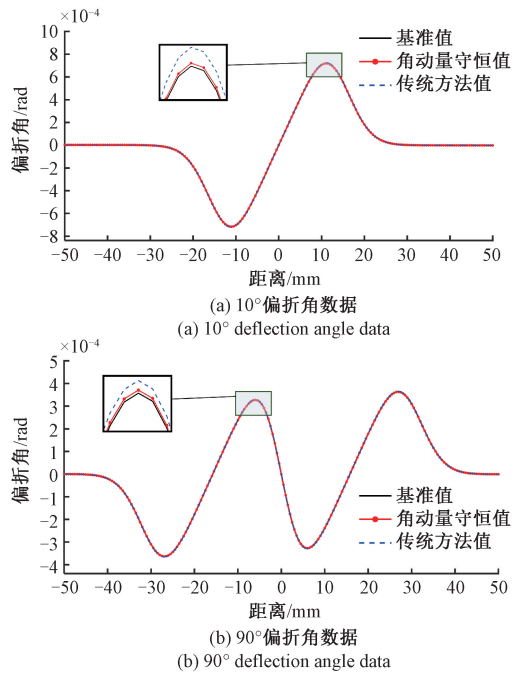 ×10⁻⁴
偏折角/rad
10
8
6
4
2
0
−2
−4
−6
−8
基准值
角动量守恒值
传统方法值
−50 −40 −30 −20 −10 0 10 20 30 40 50
距离/mm
(a) 10°偏折角数据
(a) 10° deflection angle data
×10⁻⁴
偏折角/rad
5
4
3
2
1
0
−1
−2
−3
−4
基准值
角动量守恒值
传统方法值
−50 −40 −30 −20 −10 0 10 20 30 40 50
距离/mm
(b) 90°偏折角数据
(b) 90° deflection angle data